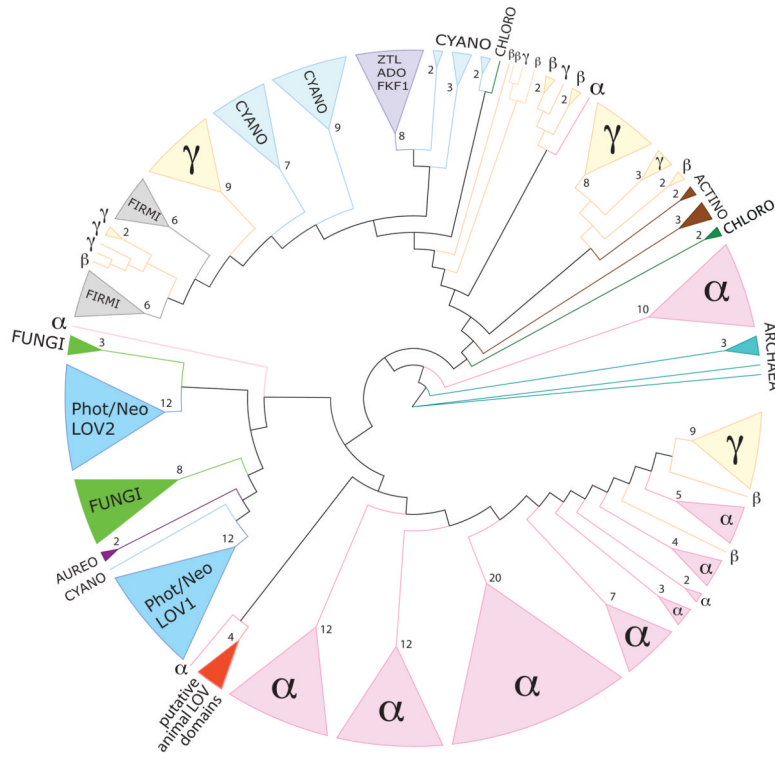 CYANO
CHLORO
ZTL
ADO
FKF1
8
2
3
2
β
β
γ
β
2
β
γ
2
β
α
γ
8
γ
3
β
2
ACTINO
2
3
CHLORO
2
α
10
ARCHAEA
3
γ
9
β
α
5
β
α
4
α
2
α
3
α
7
α
20
α
12
α
12
putative
animal LOV
domains
4
α
Phot/Neo
LOV1
12
CYANO
AUREO
2
FUNGI
8
Phot/Neo
LOV2
12
FUNGI
3
α
FIRMI
6
β
γ
γ
γ
2
FIRMI
6
γ
9
CYANO
7
CYANO
9